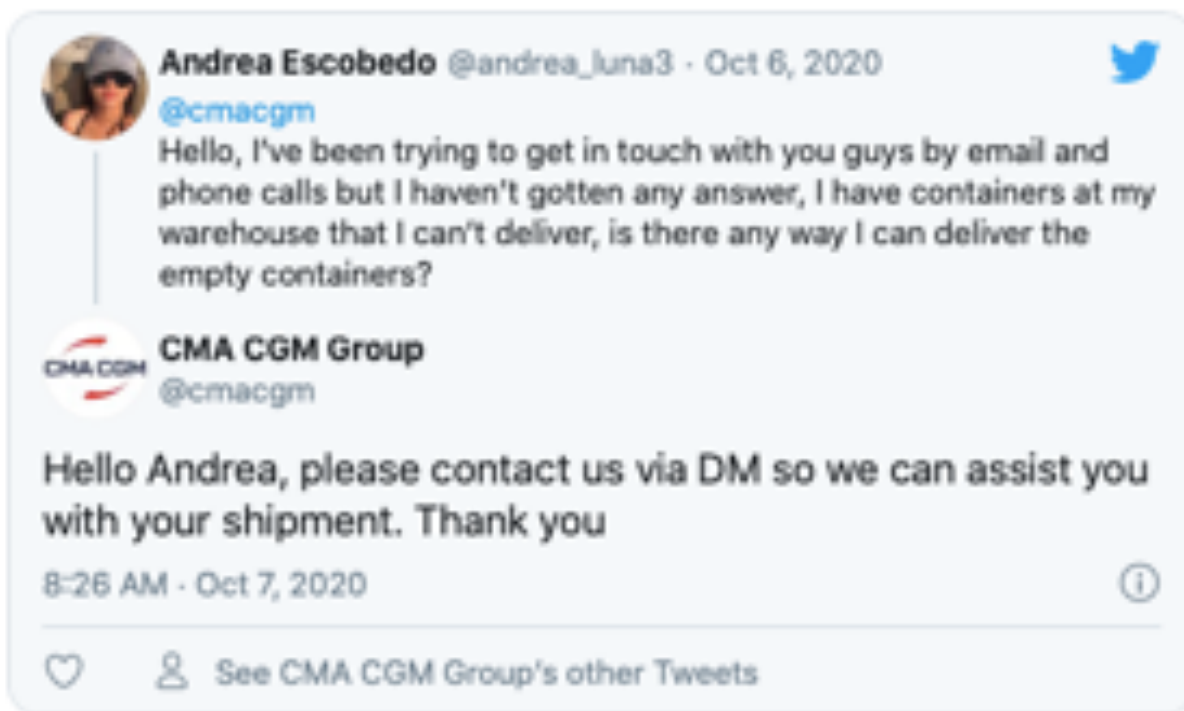 Andrea Escobedo @andrea_luna3 · Oct 6, 2020
@cmacgm
Hello, I've been trying to get in touch with you guys by email and
phone calls but I haven't gotten any answer, I have containers at my
warehouse that I can't deliver, is there any way I can deliver the
empty containers?
CMA CGM
CMA CGM Group
@cmacgm
Hello Andrea, please contact us via DM so we can assist you
with your shipment. Thank you
8:26 AM · Oct 7, 2020
See CMA CGM Group's other Tweets